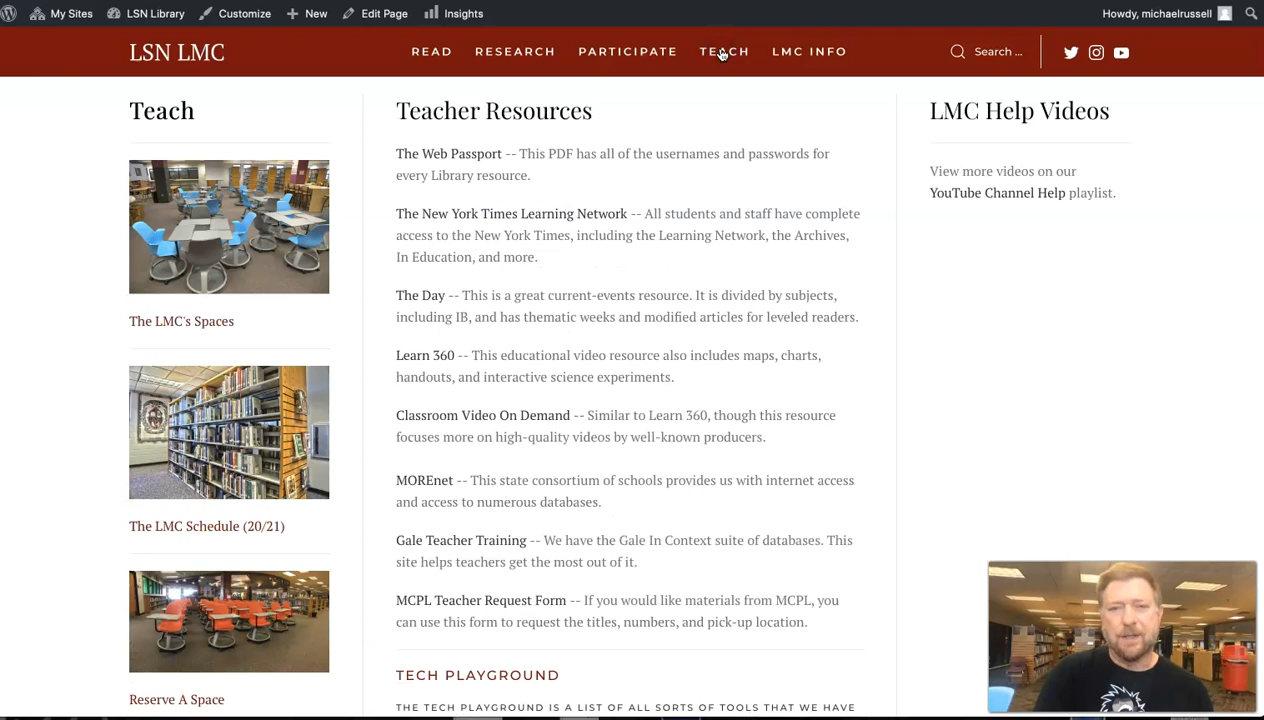 My Sites LSN Library Customize New Edit Page Insights Howdy, michaelrussell
LSN LMC READ RESEARCH PARTICIPATE TEACH LMC INFO Search ...
Teach
The LMC's Spaces
The LMC Schedule (20/21)
Reserve A Space
Teacher Resources
The Web Passport -- This PDF has all of the usernames and passwords for
every Library resource.
The New York Times Learning Network -- All students and staff have complete
access to the New York Times, including the Learning Network, the Archives,
In Education, and more.
The Day -- This is a great current-events resource. It is divided by subjects,
including IB, and has thematic weeks and modified articles for leveled readers.
Learn 360 -- This educational video resource also includes maps, charts,
handouts, and interactive science experiments.
Classroom Video On Demand -- Similar to Learn 360, though this resource
focuses more on high-quality videos by well-known producers.
MOREnet -- This state consortium of schools provides us with internet access
and access to numerous databases.
Gale Teacher Training -- We have the Gale In Context suite of databases. This
site helps teachers get the most out of it.
MCPL Teacher Request Form -- If you would like materials from MCPL, you
can use this form to request the titles, numbers, and pick-up location.
TECH PLAYGROUND
THE TECH PLAYGROUND IS A LIST OF ALL SORTS OF TOOLS THAT WE HAVE
LMC Help Videos
View more videos on our
YouTube Channel Help playlist.